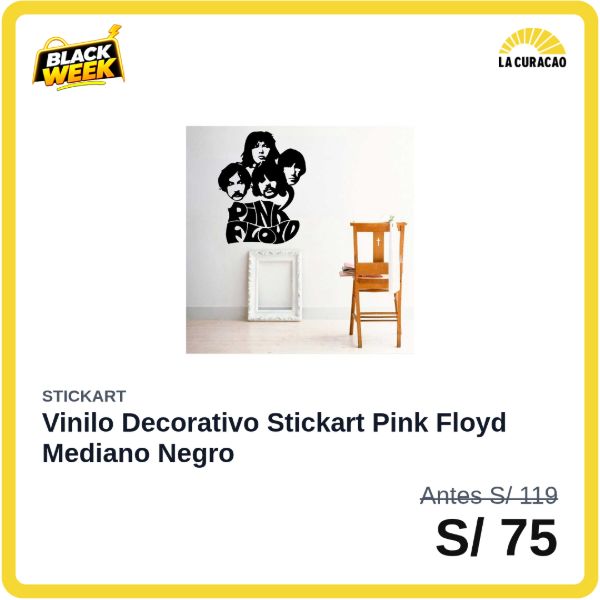 BLACK
WEEK
LA CURACAO
PINK
FLOYD
STICKART
Vinilo Decorativo Stickart Pink Floyd
Mediano Negro
Antes S/ 119
S/ 75